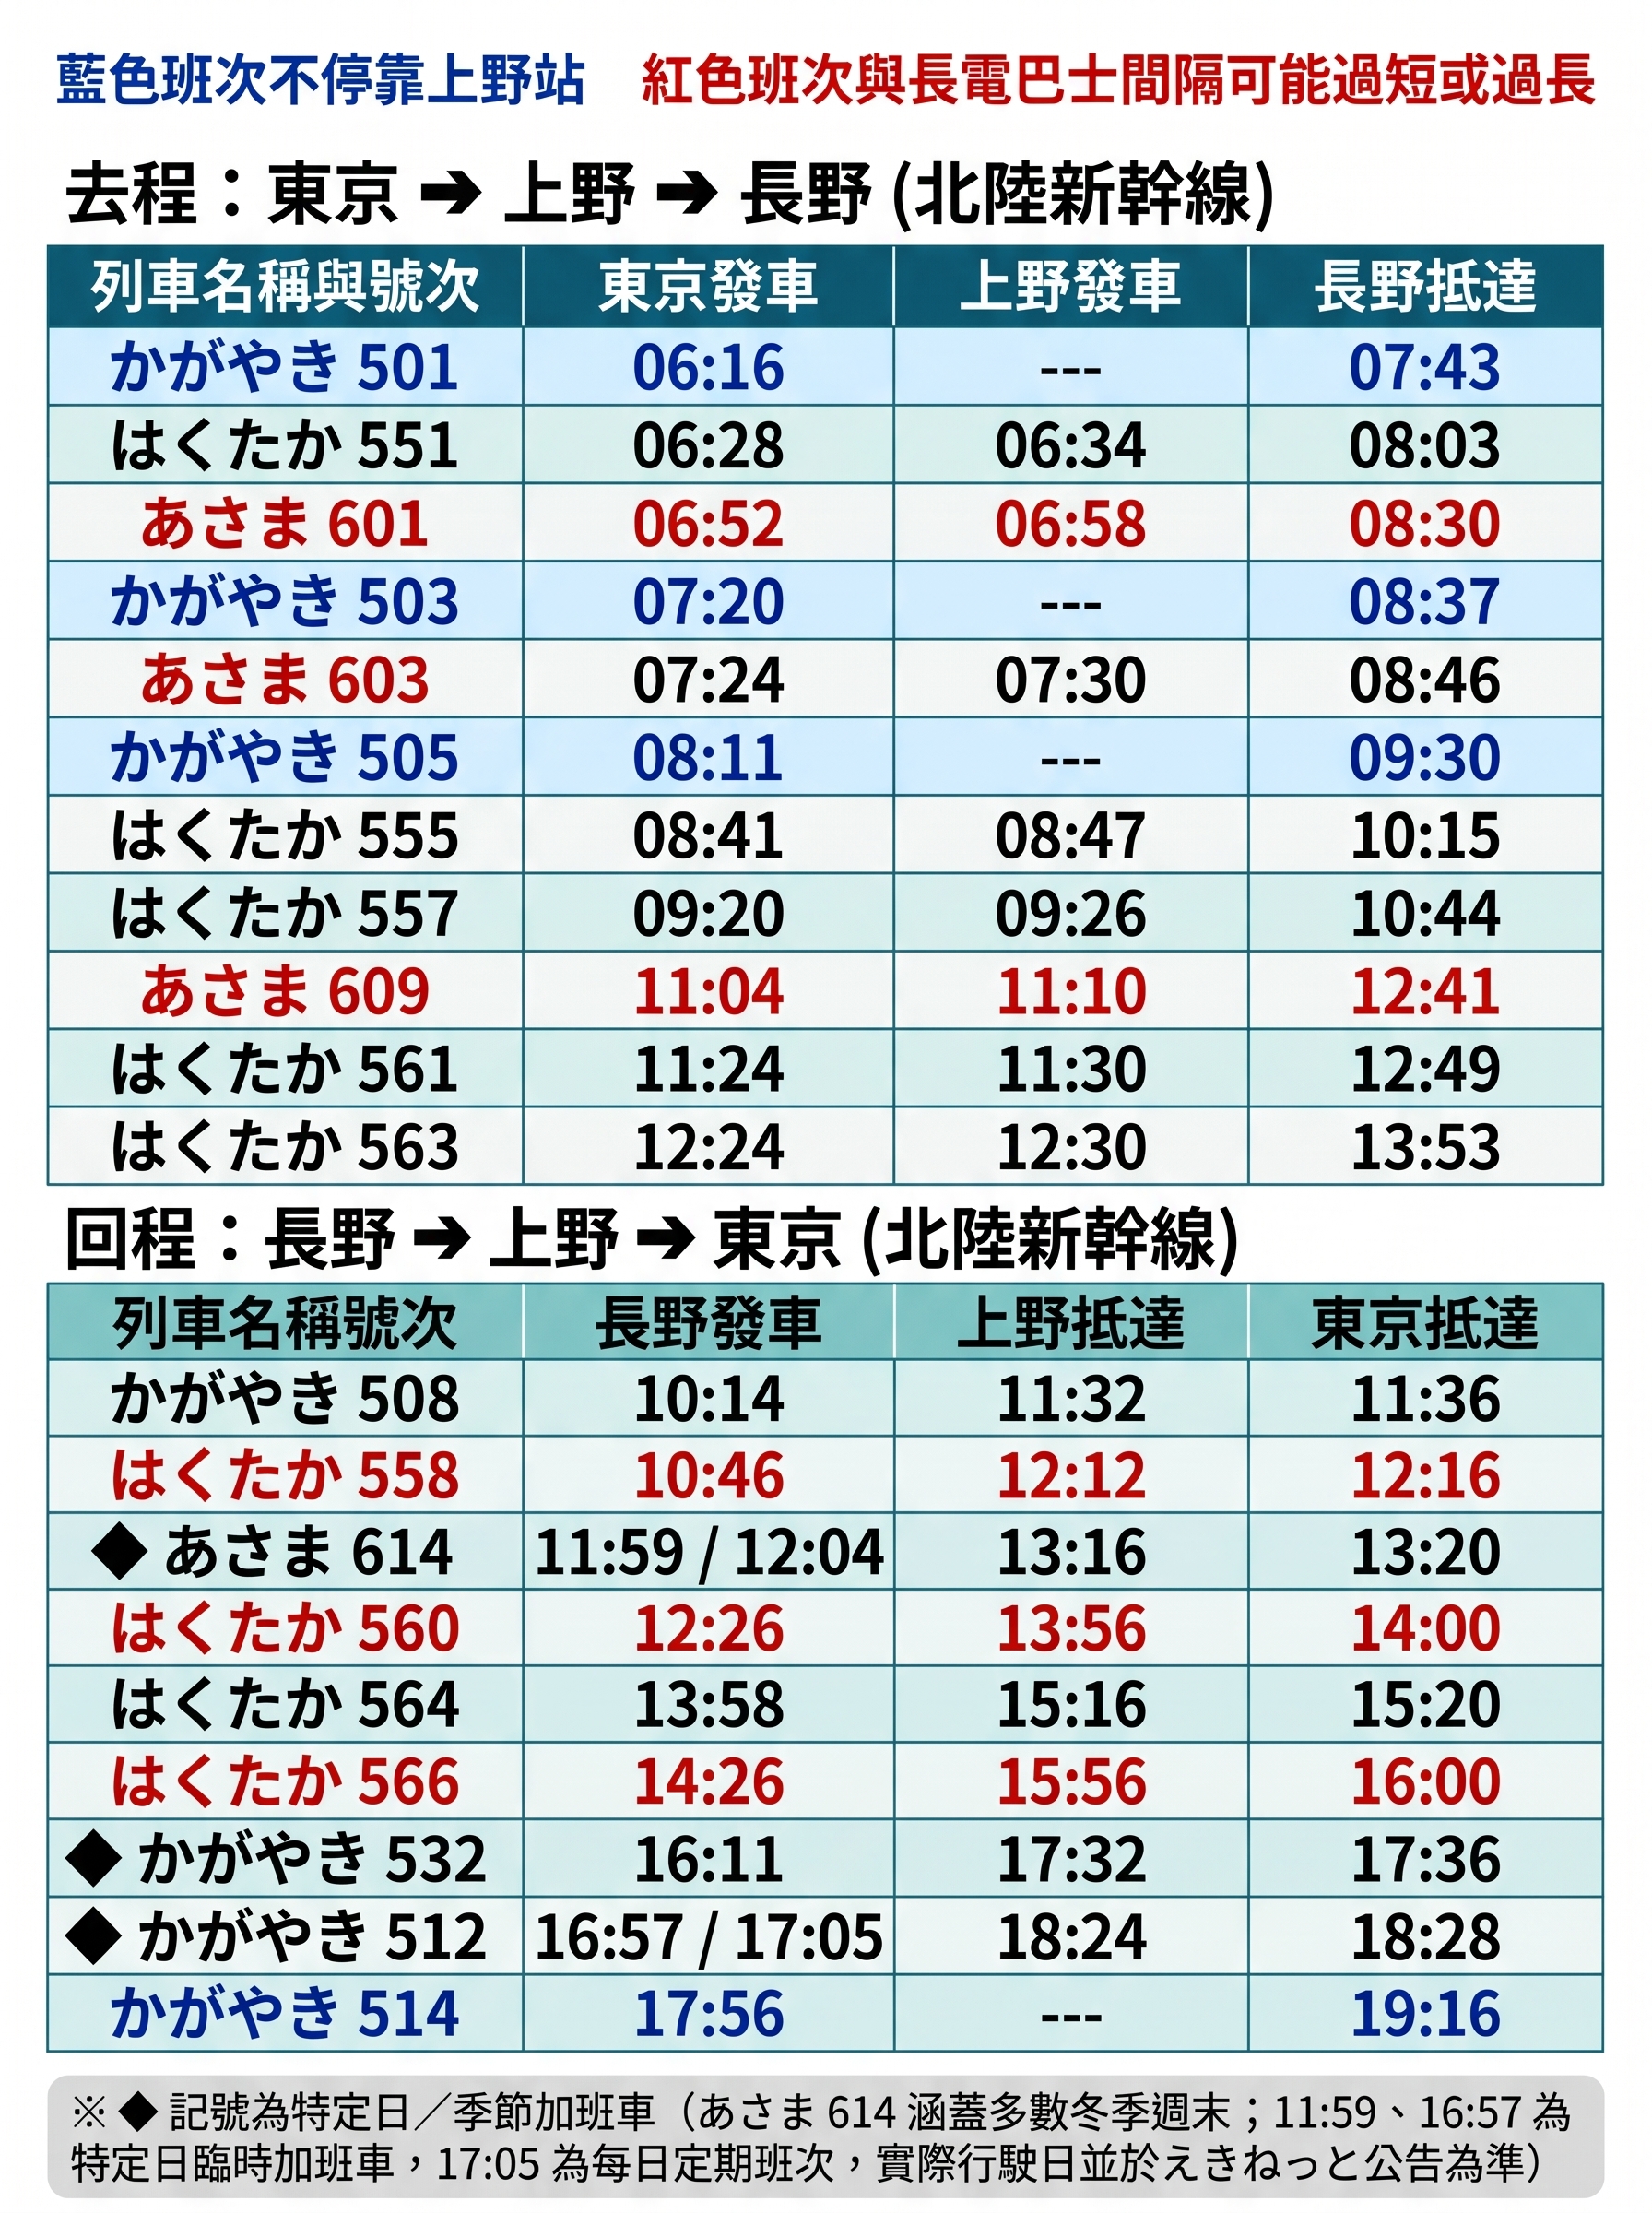 藍色班次不停靠上野站 紅色班次與長電巴士間隔可能過短或過長
去程：東京 ➔ 上野 ➔ 長野 (北陸新幹線)
列車名稱與號次 東京發車 上野發車 長野抵達
かがやき 501 06:16 --- 07:43
はくたか 551 06:28 06:34 08:03
あさま 601 06:52 06:58 08:30
かがやき 503 07:20 --- 08:37
あさま 603 07:24 07:30 08:46
かがやき 505 08:11 --- 09:30
はくたか 555 08:41 08:47 10:15
はくたか 557 09:20 09:26 10:44
あさま 609 11:04 11:10 12:41
はくたか 561 11:24 11:30 12:49
はくたか 563 12:24 12:30 13:53
回程：長野 ➔ 上野 ➔ 東京 (北陸新幹線)
列車名稱號次 長野發車 上野抵達 東京抵達
かがやき 508 10:14 11:32 11:36
はくたか 558 10:46 12:12 12:16
◆ あさま 614 11:59 / 12:04 13:16 13:20
はくたか 560 12:26 13:56 14:00
はくたか 564 13:58 15:16 15:20
はくたか 566 14:26 15:56 16:00
◆ かがやき 532 16:11 17:32 17:36
◆ かがやき 512 16:57 / 17:05 18:24 18:28
かがやき 514 17:56 --- 19:16
※ ◆ 記號為特定日／季節加班車（あさま 614 涵蓋多數冬季週末；11:59、16:57 為
特定日臨時加班車，17:05 為每日定期班次，實際行駛日並於えきねっと公告為準）